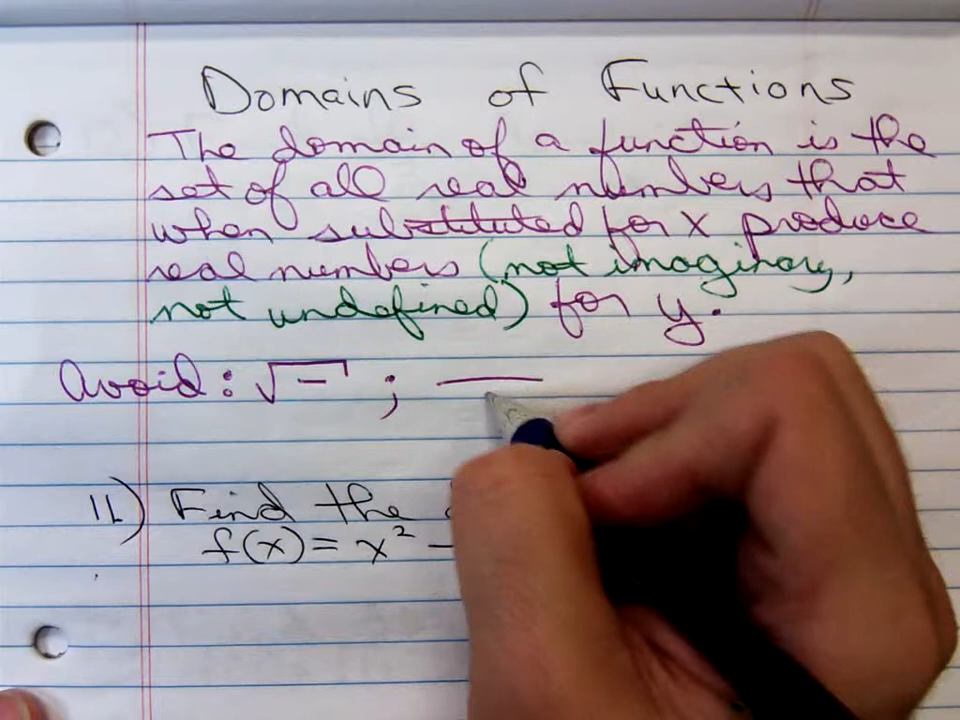 Domains of Functions
The domain of a function is the
set of all real numbers that
when substituted for x produce
real numbers (not imaginary,
not undefined) for y.
Avoid: √- ; —
11) Find the
f(x) = x² -